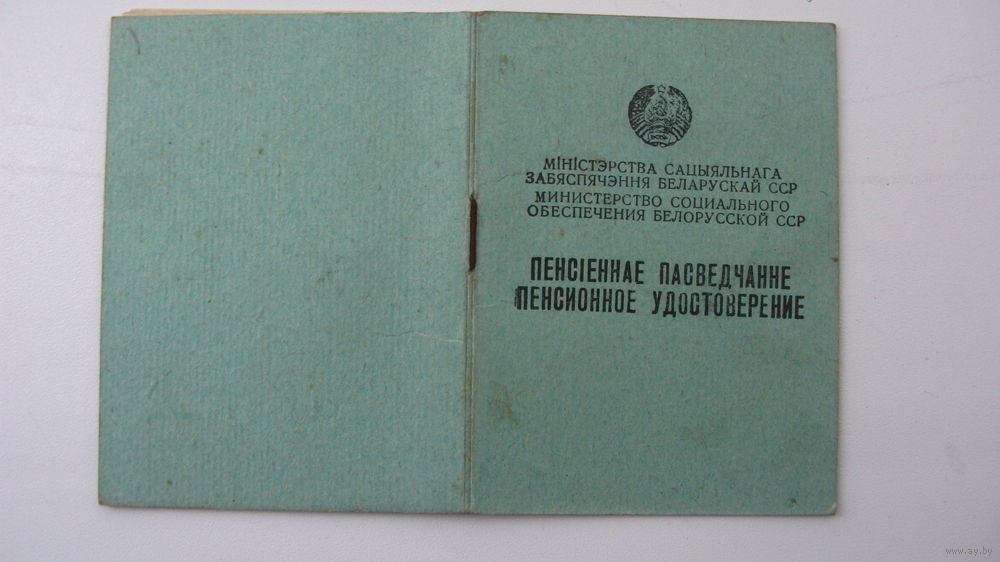 МІНІСТЭРСТВА САЦЫЯЛЬНАГА
ЗАБЯСПЯЧЭННЯ БЕЛАРУСКАЙ ССР
МИНИСТЕРСТВО СОЦИАЛЬНОГО
ОБЕСПЕЧЕНИЯ БЕЛОРУССКОЙ ССР
ПЕНСІЕННАЕ ПАСВЕДЧАННЕ
ПЕНСИОННОЕ УДОСТОВЕРЕНИЕ
www.ay.by